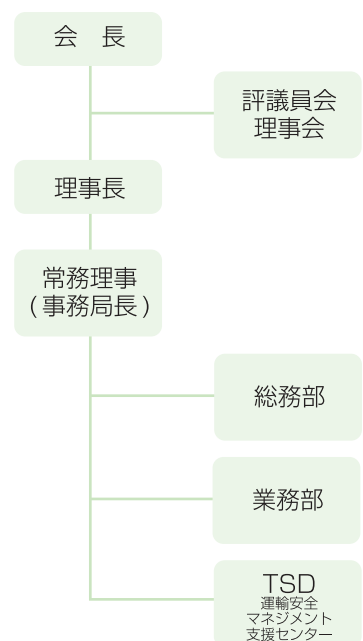 会　長
評議員会
理事会
理事長
常務理事
(事務局長)
総務部
業務部
TSD
運輸安全
マネジメント
支援センター